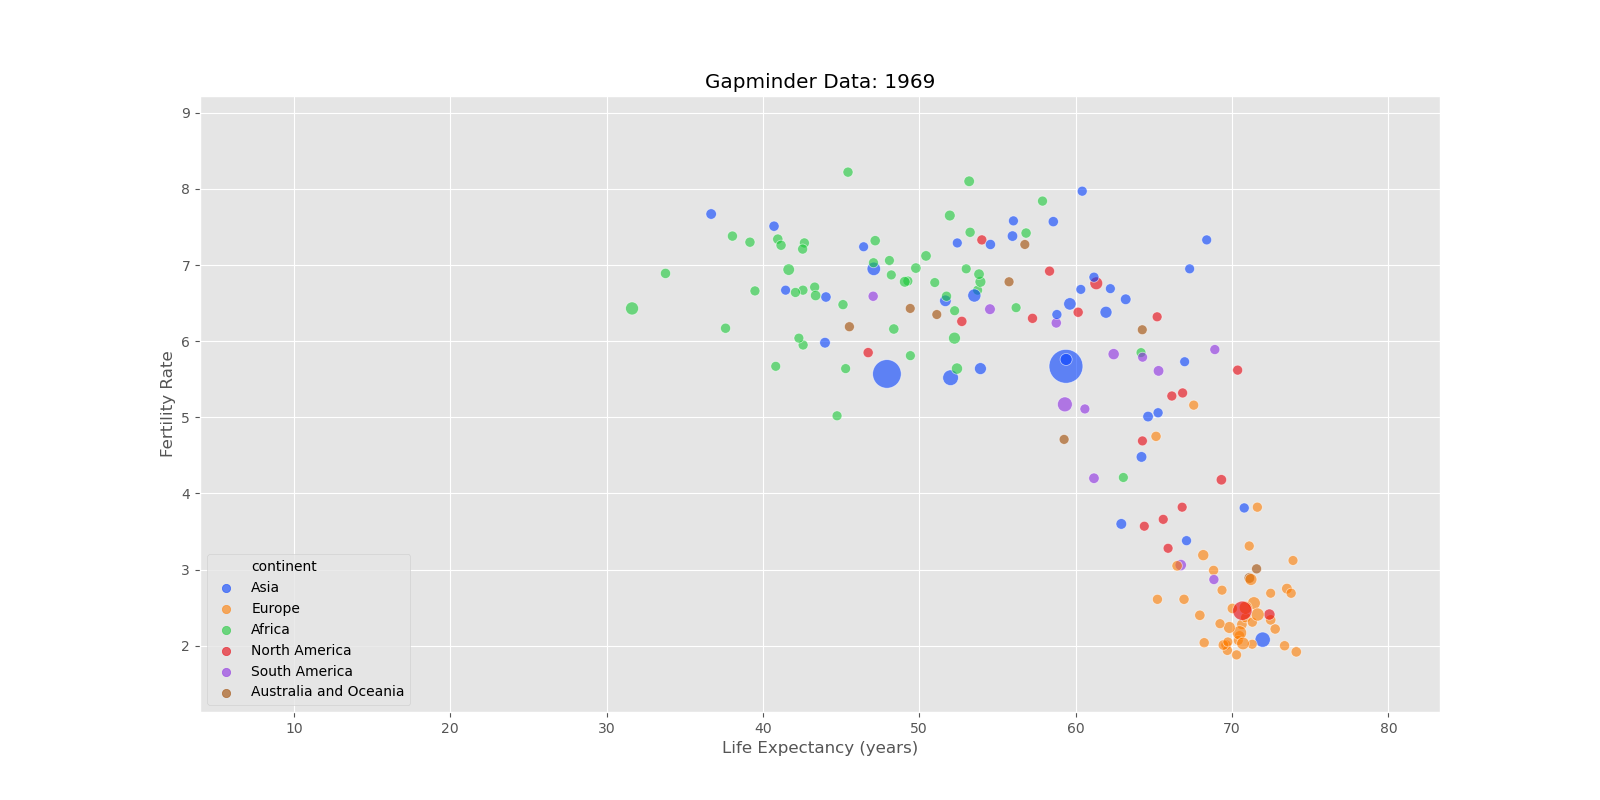 Gapminder Data: 1969
9
8
7
6
5
4
3
2
Fertility Rate
continent
Asia
Europe
Africa
North America
South America
Australia and Oceania
10 20 30 40 50 60 70 80
Life Expectancy (years)